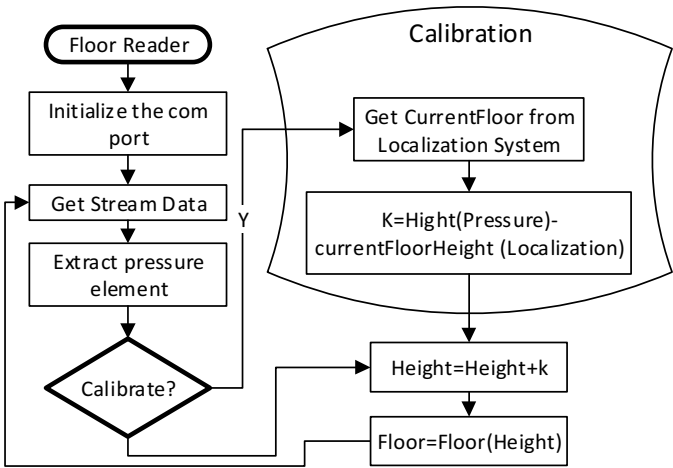 Floor Reader
Initialize the com
port
Get Stream Data
Extract pressure
element
Calibrate?
Y
Calibration
Get CurrentFloor from
Localization System
K=Hight(Pressure)-
currentFloorHeight (Localization)
Height=Height+k
Floor=Floor(Height)